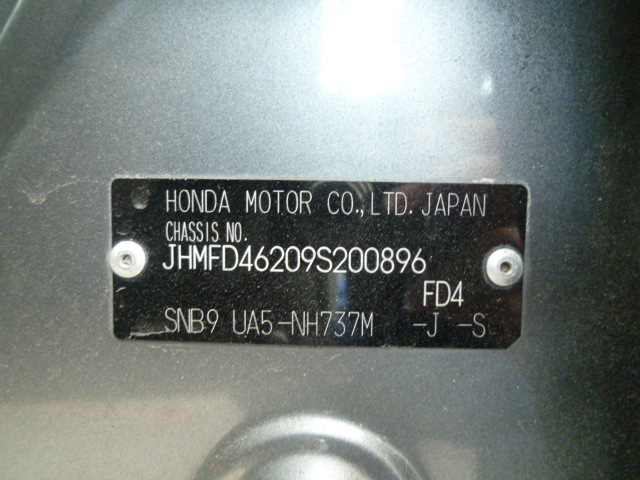 HONDA MOTOR CO.,LTD. JAPAN
CHASSIS NO.
JHMFD46209S200896
FD4
SNB9 UA5-NH737M -J -S